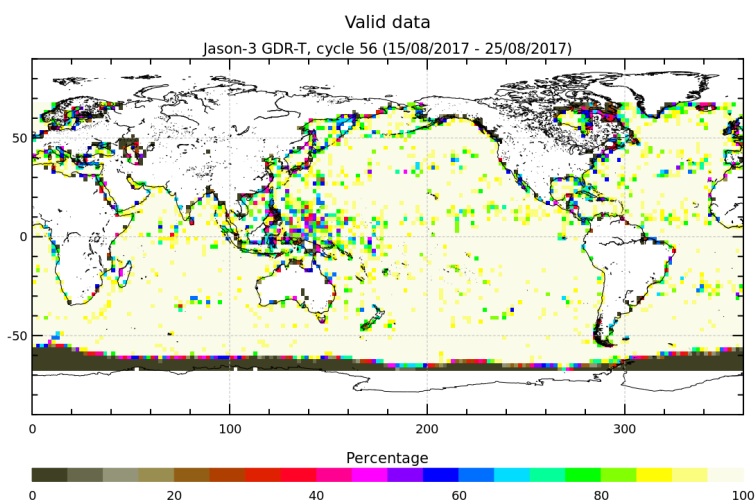 Valid data
Jason-3 GDR-T, cycle 56 (15/08/2017 - 25/08/2017)
50
0
-50
0 100 200 300
Percentage
0 20 40 60 80 100